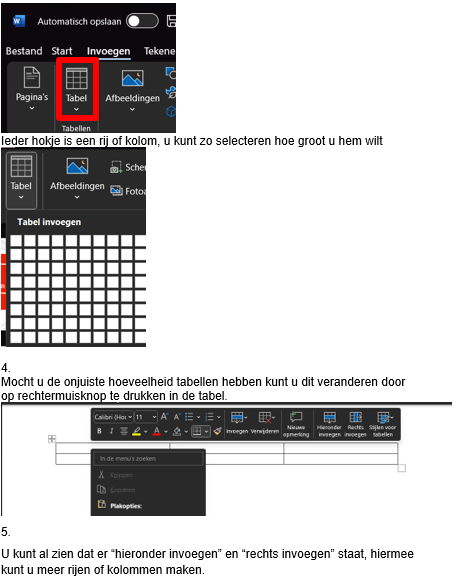 Automatisch opslaan
Bestand Start Invoegen Tekene
Pagina's Tabel Afbeeldingen
Tabellen
Ieder hokje is een rij of kolom, u kunt zo selecteren hoe groot u hem wilt
Tabel Afbeeldingen Scher
Fotoa
Tabel invoegen
4.
Mocht u de onjuiste hoeveelheid tabellen hebben kunt u dit veranderen door
op rechtermuisknop te drukken in de tabel.
Calibri (Hoo 11
Invoegen Verwijderen Nieuwe opmerking Hieronder invoegen Rechts invoegen Stijlen voor tabellen
In de menu's zoeken
Knippen
Kopiëren
Plakopties:
5.
U kunt al zien dat er “hieronder invoegen” en “rechts invoegen” staat, hiermee
kunt u meer rijen of kolommen maken.